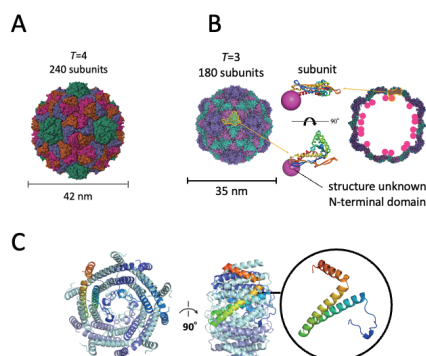 A
T=4
240 subunits
42 nm
B
T=3
180 subunits
35 nm
subunit
90°
structure unknown
N-terminal domain
C
90°